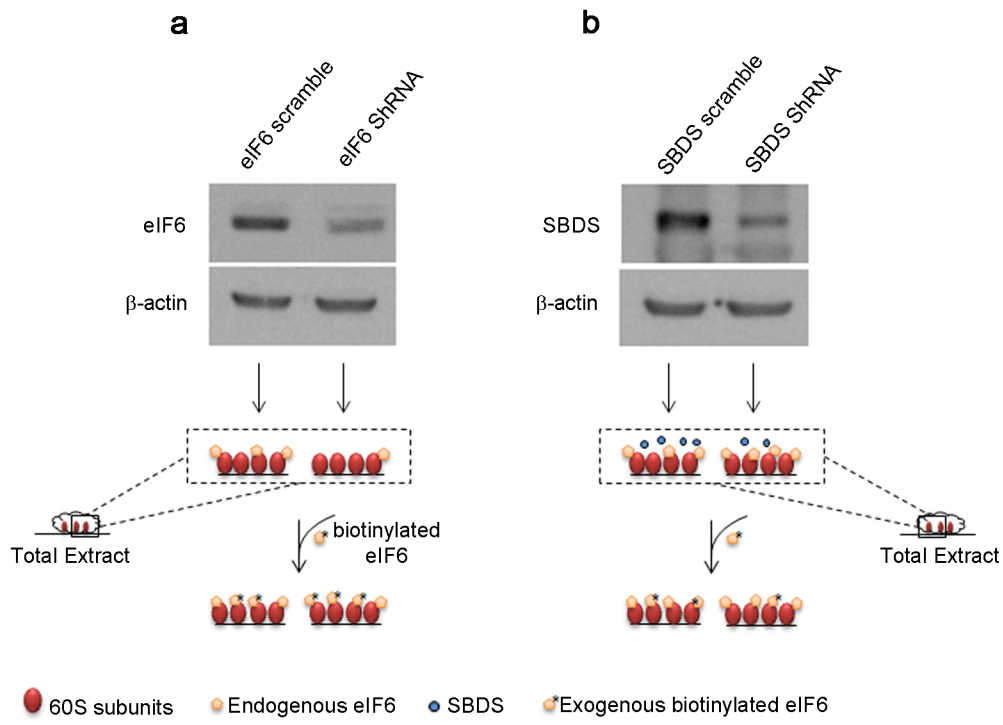 a
b
eIF6 scramble
eIF6 ShRNA
SBDS scramble
SBDS ShRNA
eIF6
SBDS
β-actin
β-actin
biotinylated
eIF6
Total Extract
Total Extract
60S subunits
Endogenous eIF6
SBDS
Exogenous biotinylated eIF6